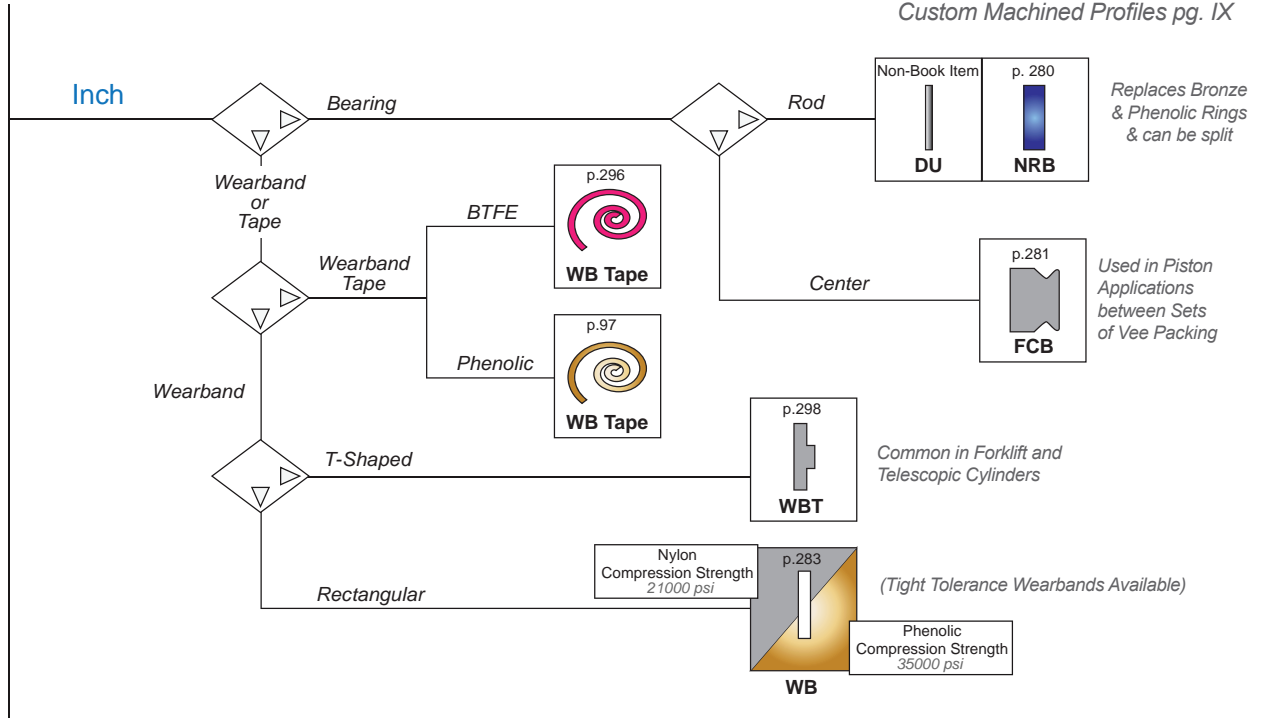 Custom Machined Profiles pg. IX
Inch
Bearing
Rod
Non-Book Item
DU
p. 280
NRB
Replaces Bronze
& Phenolic Rings
& can be split
Wearband
or
Tape
Wearband
Tape
BTFE
p.296
WB Tape
Center
p.281
FCB
Used in Piston
Applications
between Sets
of Vee Packing
Phenolic
p.97
WB Tape
Wearband
T-Shaped
p.298
WBT
Common in Forklift and
Telescopic Cylinders
Rectangular
Nylon
Compression Strength
21000 psi
p.283
WB
(Tight Tolerance Wearbands Available)
Phenolic
Compression Strength
35000 psi